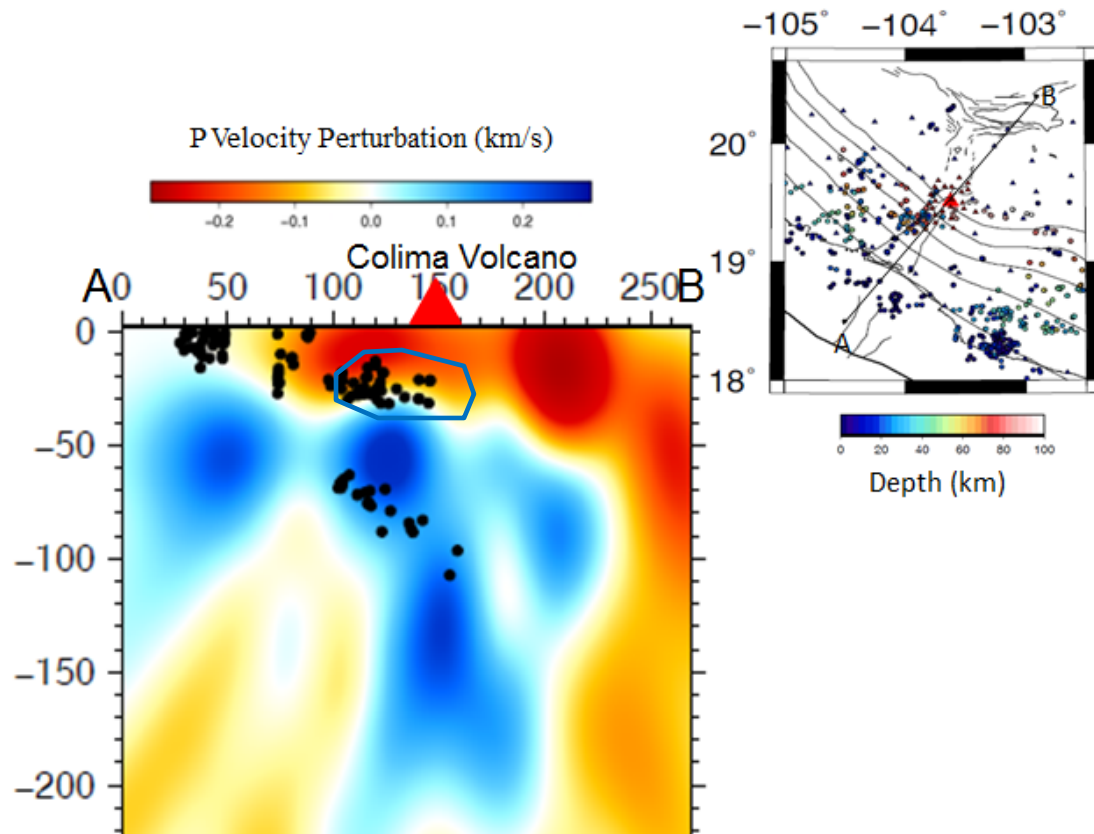 −105° −104° −103°
B
20°
19°
A
18°
0 20 40 60 80 100
Depth (km)
P Velocity Perturbation (km/s)
−0.2 −0.1 0.0 0.1 0.2
Colima Volcano
A 0 50 100 150 200 250 B
0
−50
−100
−150
−200